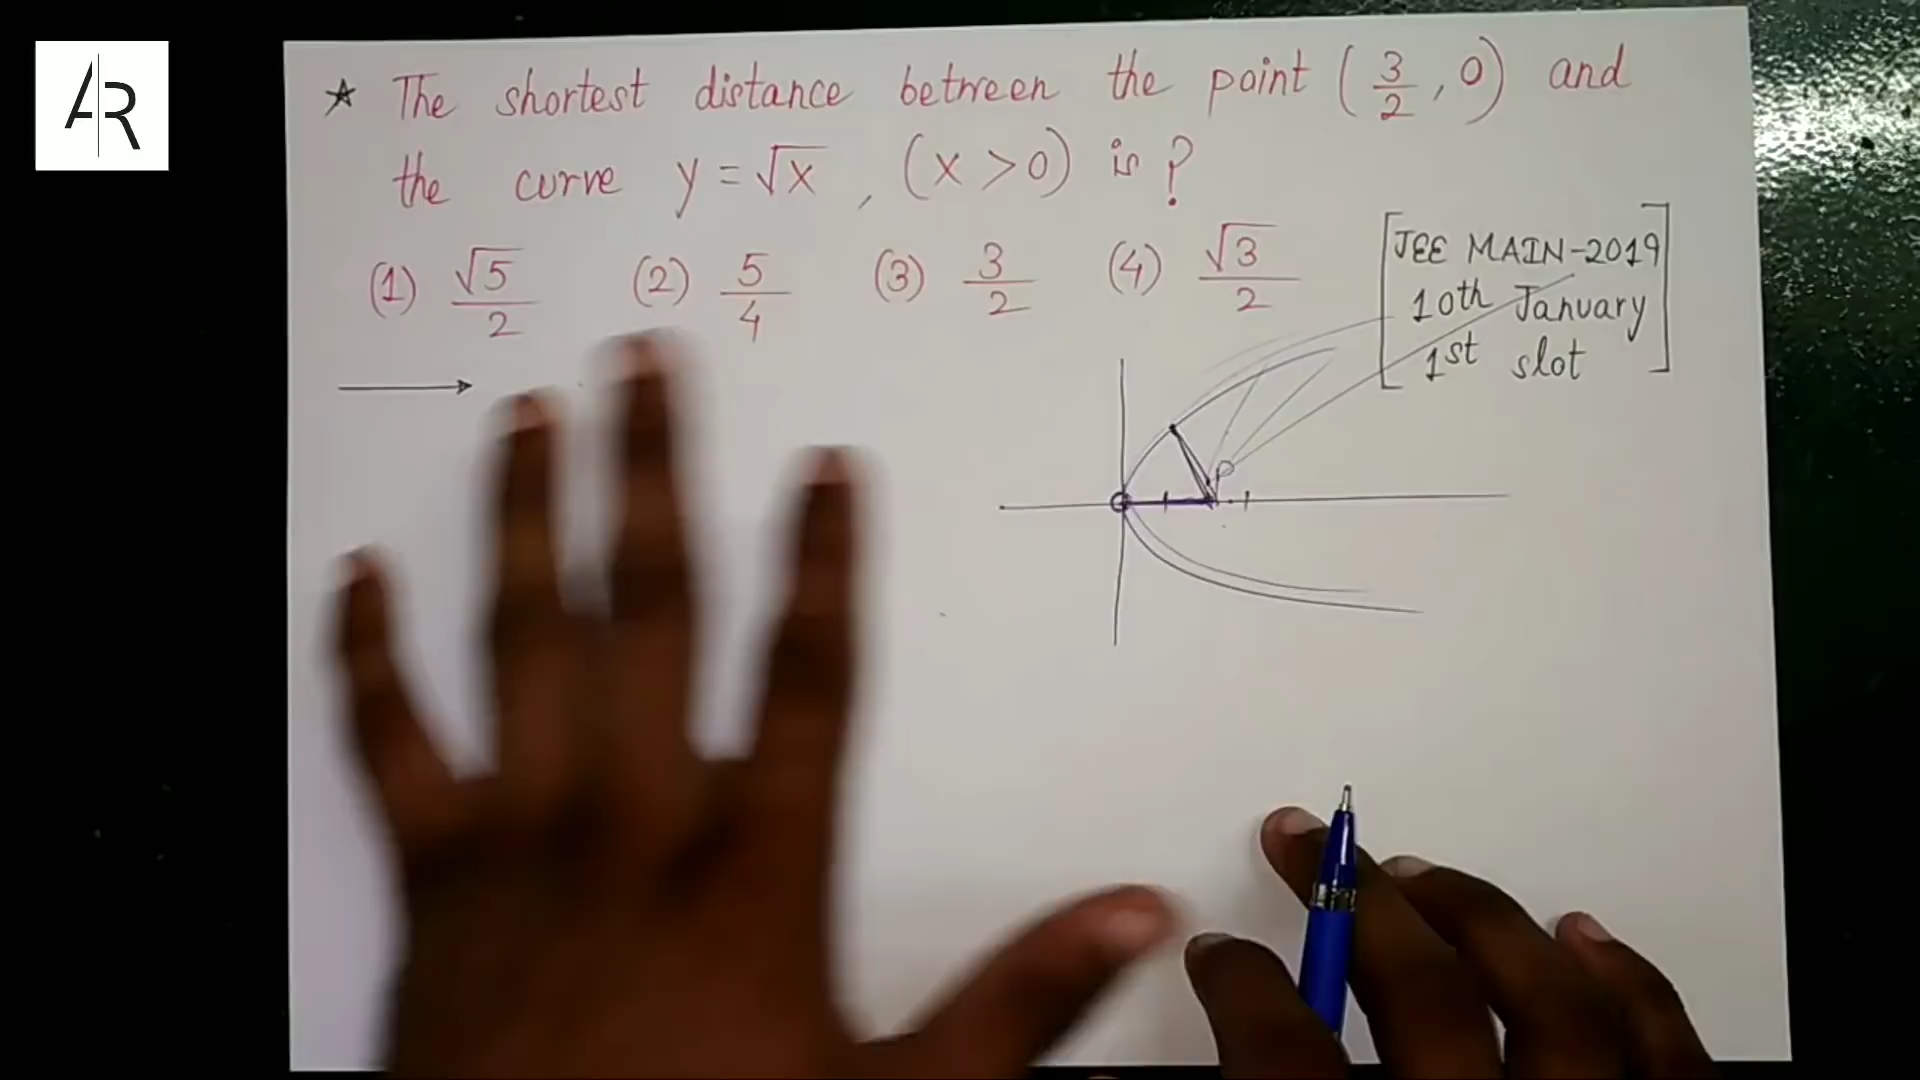 AR
☆ The shortest distance between the point (3/2, 0) and
the curve y = √x , (x > 0) is ?
(1) √5/2 (2) 5/4 (3) 3/2 (4) √3/2
[JEE MAIN-2019
10th January
1st slot]
P